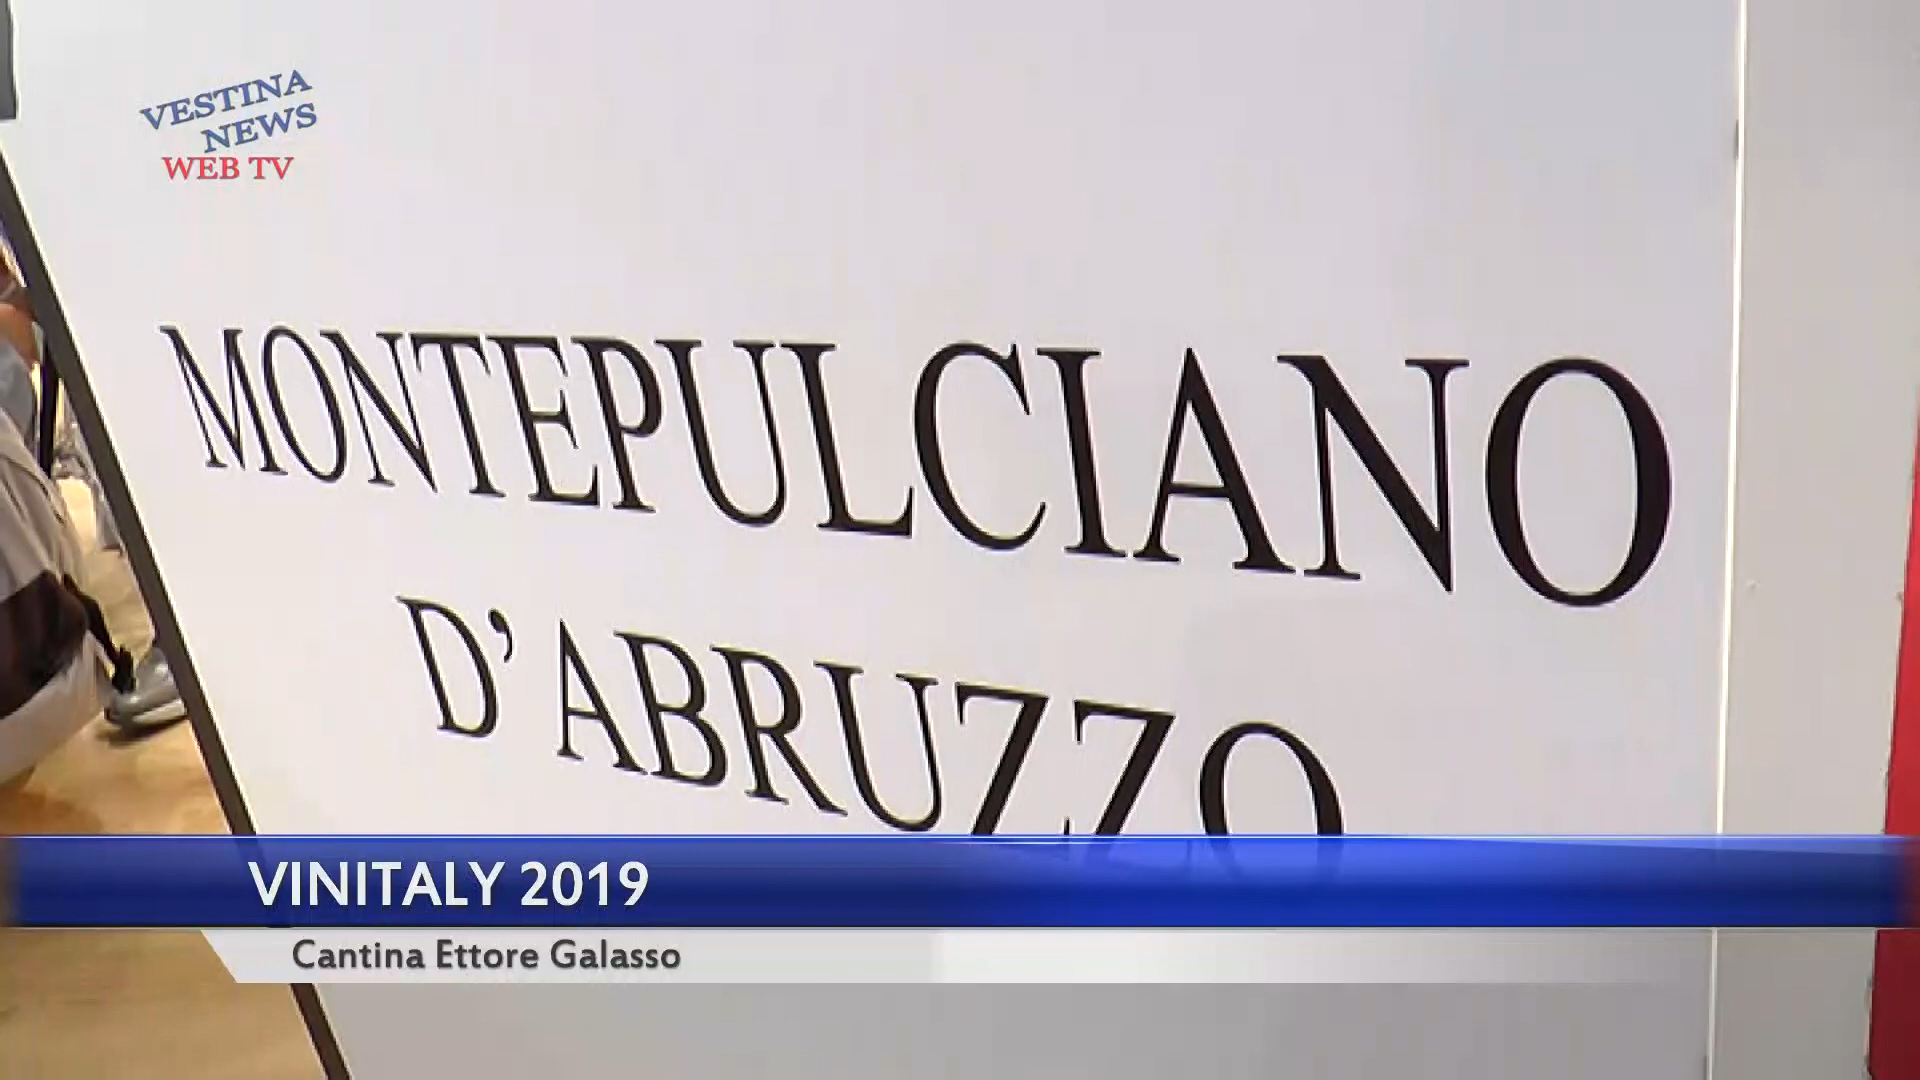 VESTINA
NEWS
WEB TV
MONTEPULCIANO
D'ABRUZZO
VINITALY 2019
Cantina Ettore Galasso